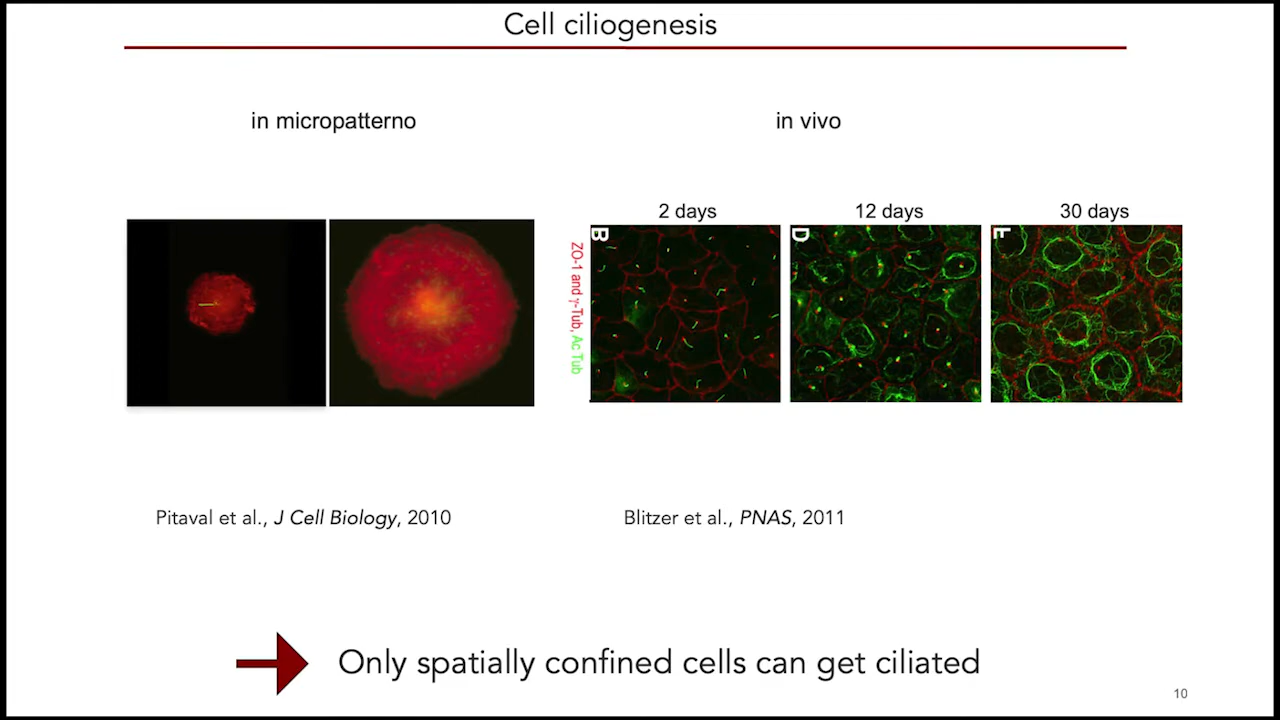 Cell ciliogenesis
in micropatterno
in vivo
2 days
12 days
30 days
B
D
ZO-1 and γ-Tub, Ac Tub
Pitaval et al., J Cell Biology, 2010
Blitzer et al., PNAS, 2011
Only spatially confined cells can get ciliated
10